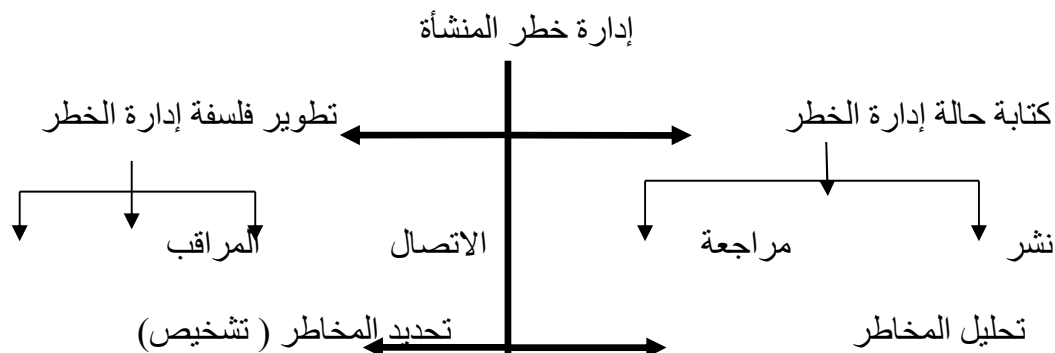 إدارة خطر المنشأة
كتابة حالة إدارة الخطر
تطوير فلسفة إدارة الخطر
نشر
مراجعة
الاتصال
المراقب
تحليل المخاطر
تحديد المخاطر ( تشخيص)